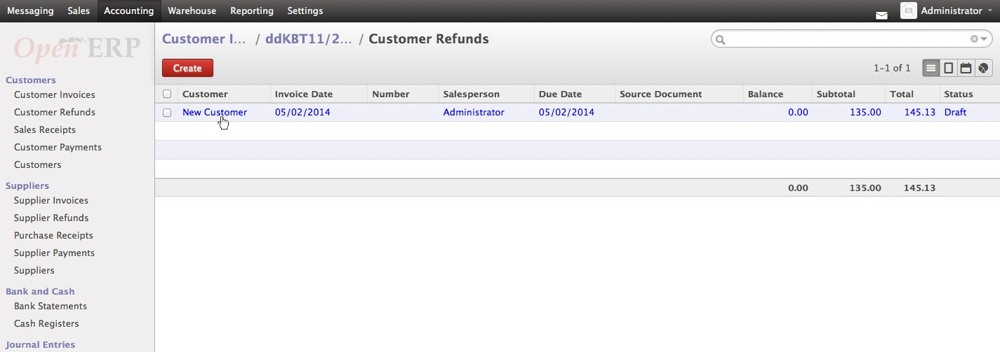 Messaging Sales Accounting Warehouse Reporting Settings Administrator
Open ERP
Customer I... / ddKBT11/2... / Customer Refunds
Create 1-1 of 1
Customers
Customer Invoices
Customer Refunds
Sales Receipts
Customer Payments
Customers
Suppliers
Supplier Invoices
Supplier Refunds
Purchase Receipts
Supplier Payments
Suppliers
Bank and Cash
Bank Statements
Cash Registers
Journal Entries
Customer Invoice Date Number Salesperson Due Date Source Document Balance Subtotal Total Status
New Customer 05/02/2014 Administrator 05/02/2014 0.00 135.00 145.13 Draft
0.00 135.00 145.13